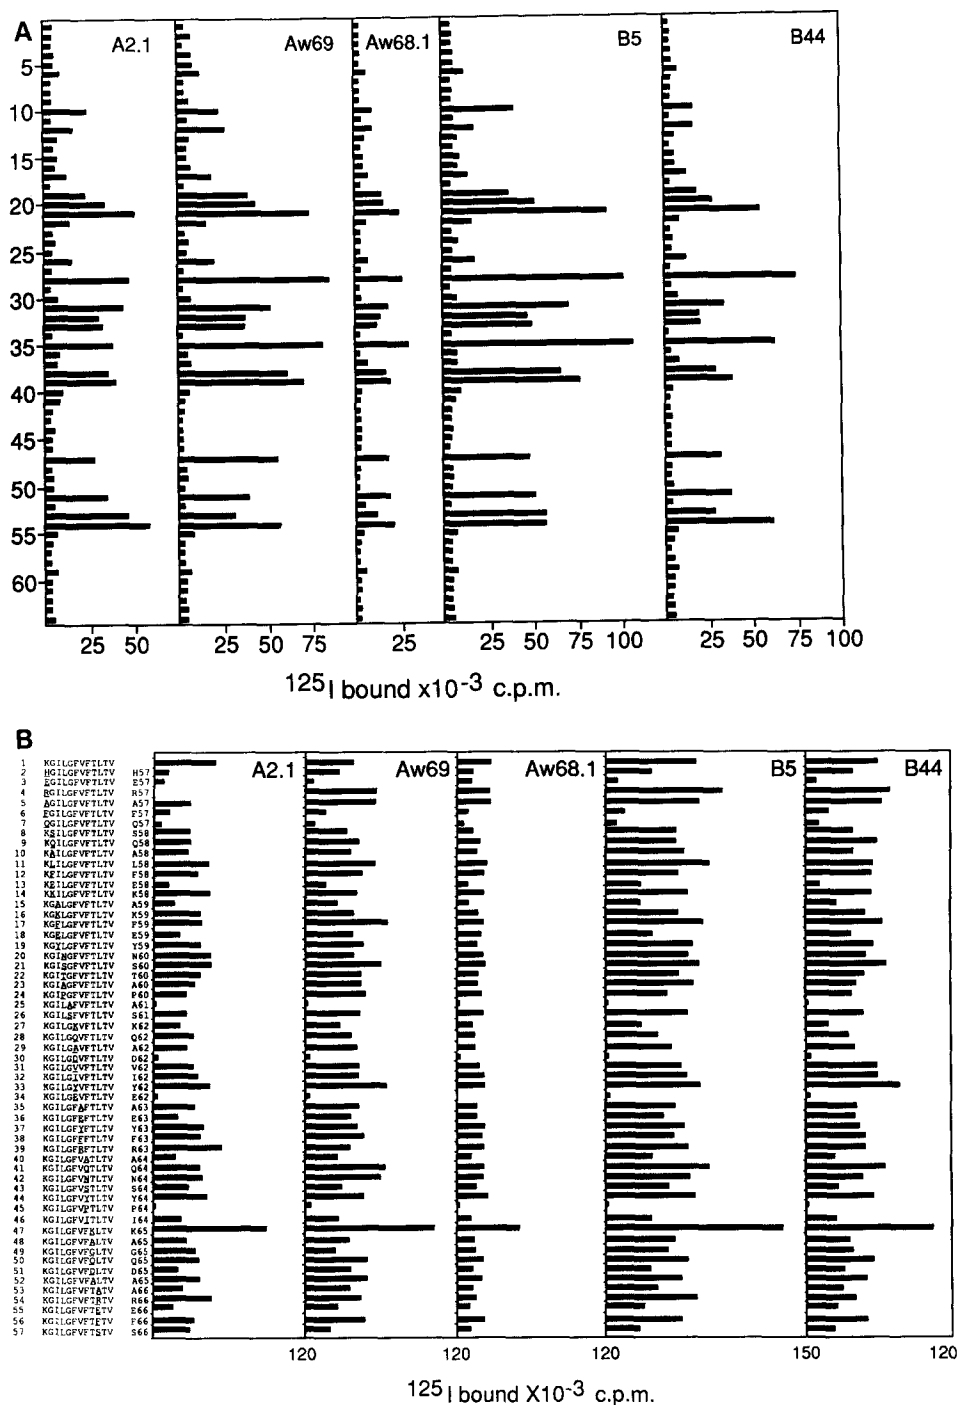 A
A2.1 Aw69 Aw68.1 B5 B44
5
10
15
20
25
30
35
40
45
50
55
60
25 50 25 50 75 25 25 50 75 100 25 50 75 100
125I bound x10-3 c.p.m.
B
A2.1 Aw69 Aw68.1 B5 B44
1 KGILGFVFTLTV
2 HGILGFVFTLTV H57
3 EGILGFVFTLTV E57
4 RGILGFVFTLTV R57
5 AGILGFVFTLTV A57
6 FGILGFVFTLTV F57
7 QGILGFVFTLTV Q57
8 KSILGFVFTLTV S58
9 KQILGFVFTLTV Q58
10 KAILGFVFTLTV A58
11 KLILGFVFTLTV L58
12 KFILGFVFTLTV F58
13 KEILGFVFTLTV E58
14 KKILGFVFTLTV K58
15 KGALGFVFTLTV A59
16 KGKLGFVFTLTV K59
17 KGFLGFVFTLTV F59
18 KGELGFVFTLTV E59
19 KGYLGFVFTLTV Y59
20 KGINGFVFTLTV N60
21 KGISGFVFTLTV S60
22 KGITGFVFTLTV T60
23 KGIAGFVFTLTV A60
24 KGIPGFVFTLTV P60
25 KGILAFVFTLTV A61
26 KGILSFVFTLTV S61
27 KGILGKVFTLTV K62
28 KGILGQVFTLTV Q62
29 KGILGAVFTLTV A62
30 KGILGDVFTLTV D62
31 KGILGVVFTLTV V62
32 KGILGIVFTLTV I62
33 KGILGYVFTLTV Y62
34 KGILGEVFTLTV E62
35 KGILGFAFTLTV A63
36 KGILGFEFTLTV E63
37 KGILGFYFTLTV Y63
38 KGILGFFFTLTV F63
39 KGILGFRFTLTV R63
40 KGILGFVATLTV A64
41 KGILGFVQTLTV Q64
42 KGILGFVNTLTV N64
43 KGILGFVSTLTV S64
44 KGILGFVYTLTV Y64
45 KGILGFVPTLTV P64
46 KGILGFVITLTV I64
47 KGILGFVFKLTV K65
48 KGILGFVFALTV A65
49 KGILGFVFGLTV G65
50 KGILGFVFQLTV Q65
51 KGILGFVFDLTV D65
52 KGILGFVFALTV A65
53 KGILGFVFTATV A66
54 KGILGFVFTRTV R66
55 KGILGFVFTETV E66
56 KGILGFVFTFTV F66
57 KGILGFVFTSTV S66
120 120 120 150 120
125I bound X10-3 c.p.m.